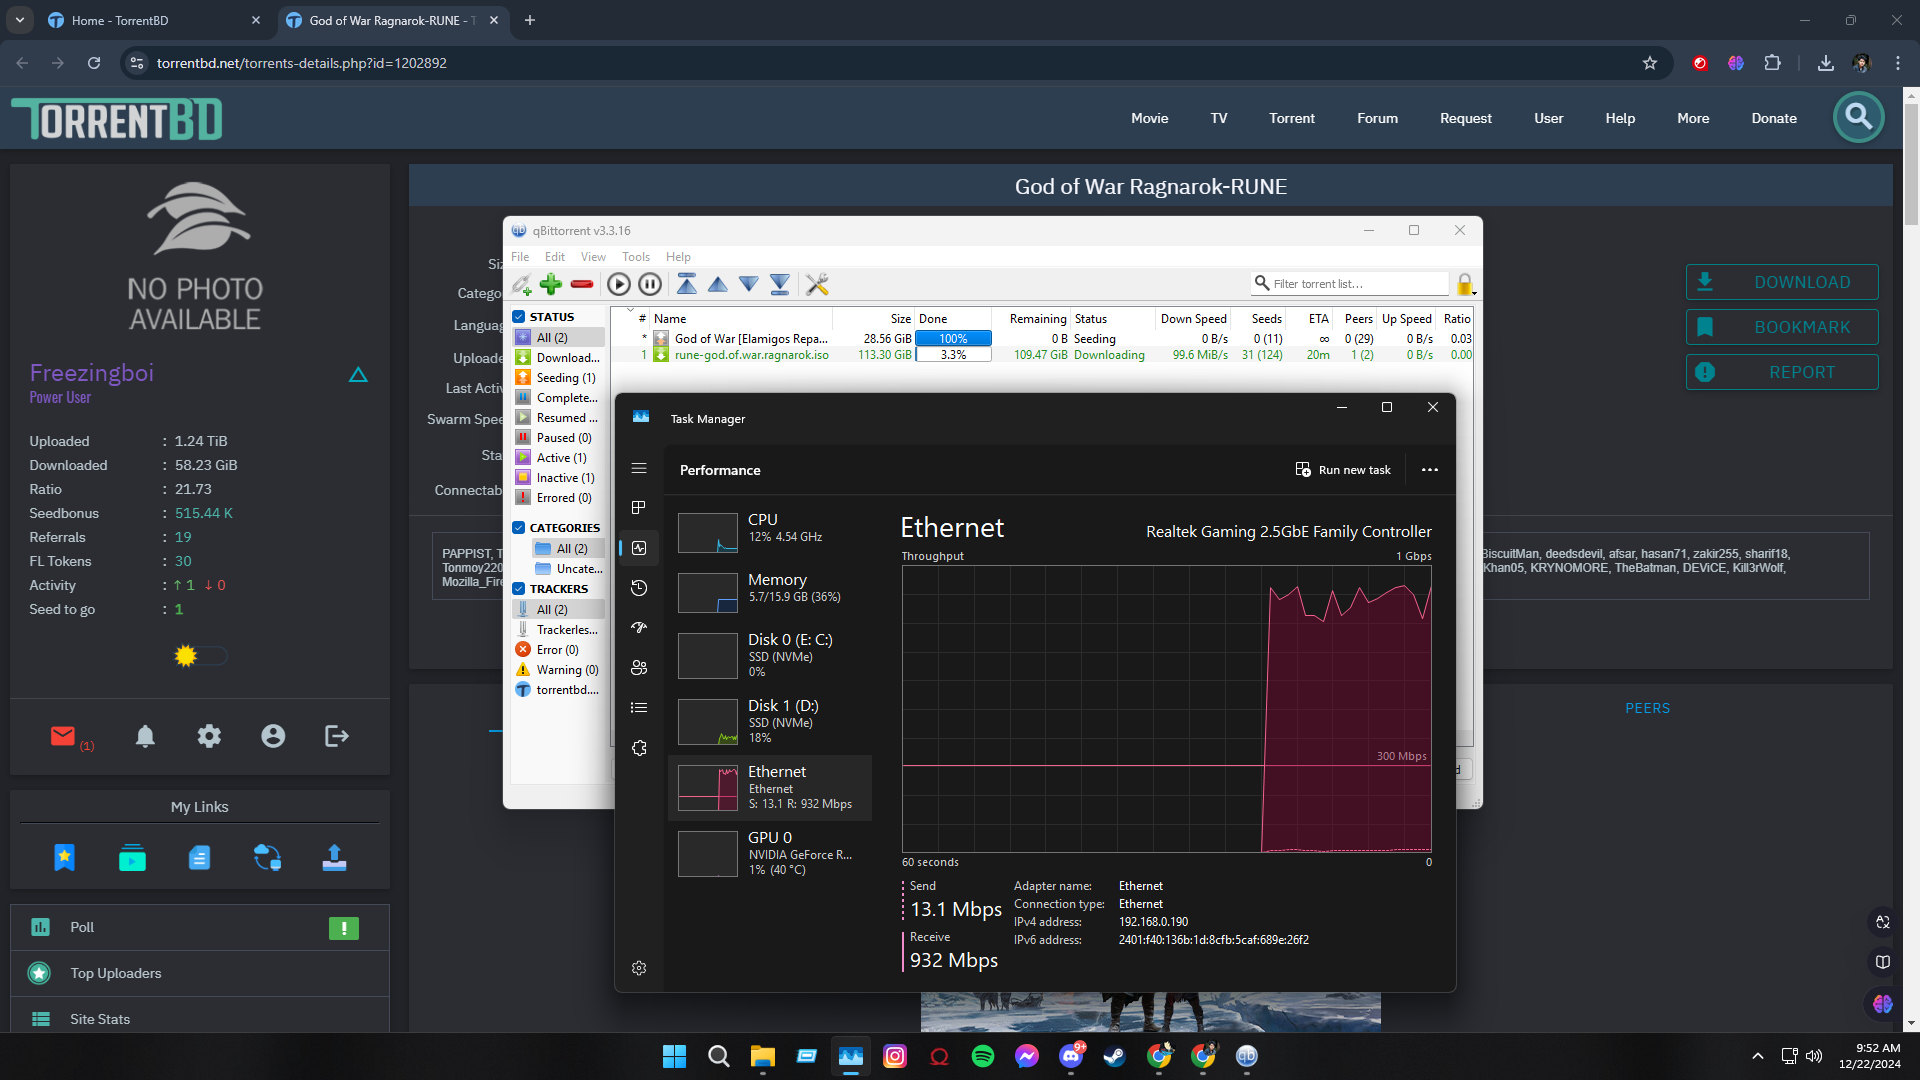 Home - TorrentBD
God of War Ragnarok-RUNE - T
torrentbd.net/torrents-details.php?id=1202892
TORRENTBD
Movie TV Torrent Forum Request User Help More Donate
NO PHOTO
AVAILABLE
Freezingboi
Power User
Uploaded : 1.24 TiB
Downloaded : 58.23 GiB
Ratio : 21.73
Seedbonus : 515.44 K
Referrals : 19
FL Tokens : 30
Activity : ↑ 1 ↓ 0
Seed to go : 1
(1)
My Links
Poll !
Top Uploaders
Site Stats
God of War Ragnarok-RUNE
Siz
Catego
Languag
Uploade
Last Activ
Swarm Spee
Sta
Connectab
DOWNLOAD
BOOKMARK
REPORT
PAPPIST, T
Tonmoy220
Mozilla_Fire
BiscuitMan, deedsdevil, afsar, hasan71, zakir255, sharif18,
Khan05, KRYNOMORE, TheBatman, DEViCE, Kill3rWolf,
PEERS
qBittorrent v3.3.16
File Edit View Tools Help
Filter torrent list...
STATUS
All (2)
Download...
Seeding (1)
Complete...
Resumed ...
Paused (0)
Active (1)
Inactive (1)
Errored (0)
CATEGORIES
All (2)
Uncate...
TRACKERS
All (2)
Trackerles...
Error (0)
Warning (0)
torrentbd....
# Name Size Done Remaining Status Down Speed Seeds ETA Peers Up Speed Ratio
* God of War [Elamigos Repa... 28.56 GiB 100% 0 B Seeding 0 B/s 0 (11) ∞ 0 (29) 0 B/s 0.03
1 rune-god.of.war.ragnarok.iso 113.30 GiB 3.3% 109.47 GiB Downloading 99.6 MiB/s 31 (124) 20m 1 (2) 0 B/s 0.00
Task Manager
Performance
Run new task
CPU
12% 4.54 GHz
Memory
5.7/15.9 GB (36%)
Disk 0 (E: C:)
SSD (NVMe)
0%
Disk 1 (D:)
SSD (NVMe)
18%
Ethernet
Ethernet
S: 13.1 R: 932 Mbps
GPU 0
NVIDIA GeForce R...
1% (40 °C)
Ethernet
Realtek Gaming 2.5GbE Family Controller
Throughput 1 Gbps
300 Mbps
60 seconds 0
Send
13.1 Mbps
Receive
932 Mbps
Adapter name: Ethernet
Connection type: Ethernet
IPv4 address: 192.168.0.190
IPv6 address: 2401:f40:136b:1d:8cfb:5caf:689e:26f2
d
9+
9:52 AM
12/22/2024